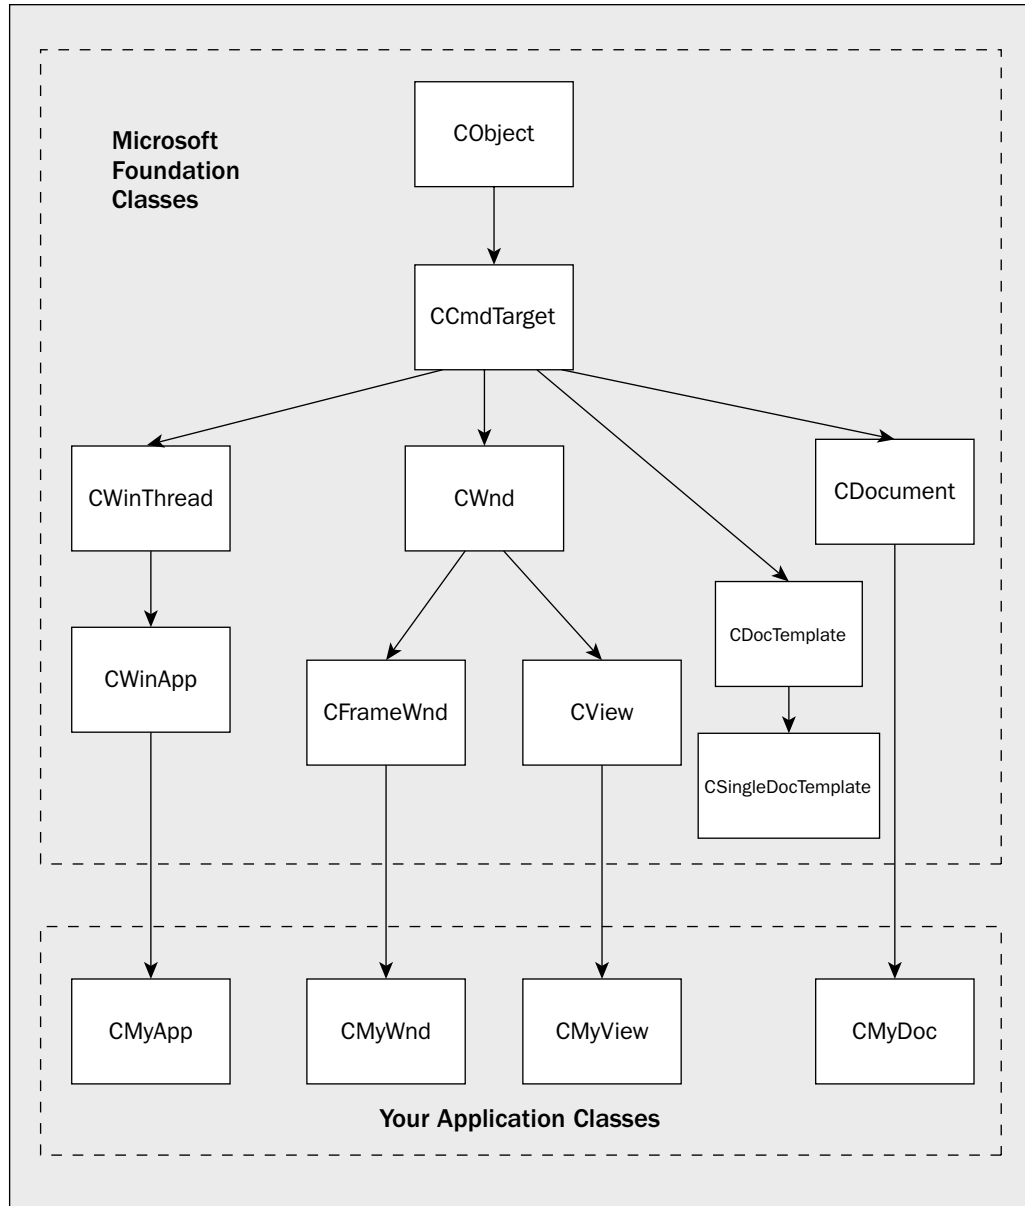 Microsoft
Foundation
Classes
CObject
CCmdTarget
CWinThread
CWnd
CDocument
CDocTemplate
CWinApp
CFrameWnd
CView
CSingleDocTemplate
CMyApp
CMyWnd
CMyView
CMyDoc
Your Application Classes